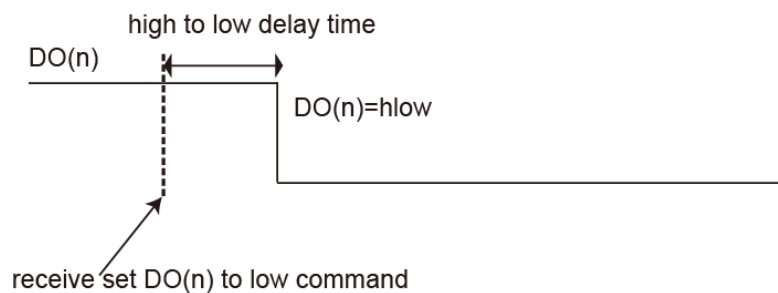 high to low delay time
DO(n)
DO(n)=hlow
receive set DO(n) to low command